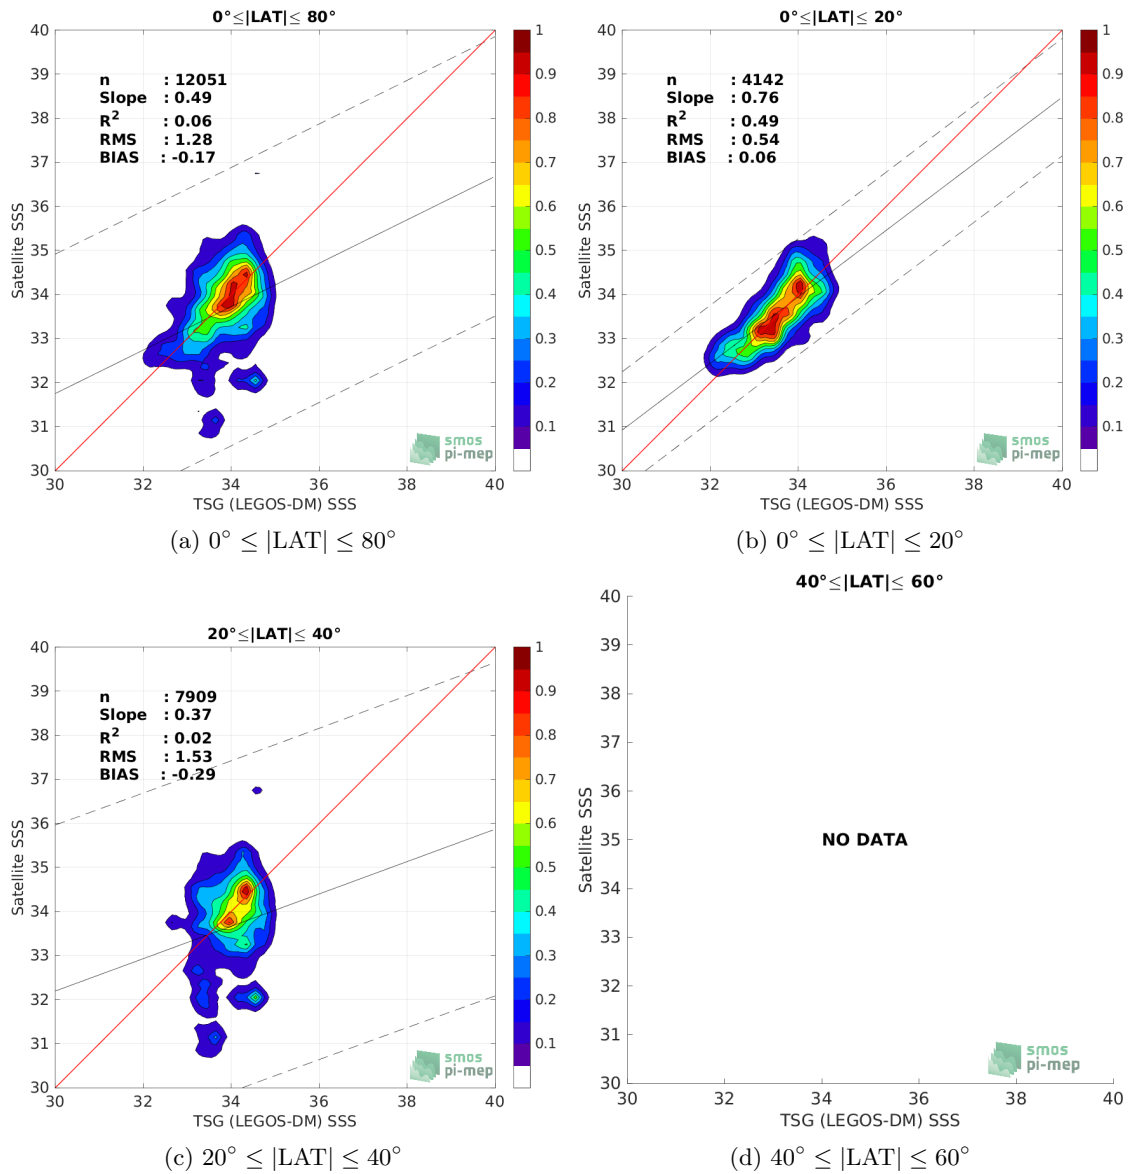 0°≤|LAT|≤ 80°
40
39
38
37
36
35
34
33
32
31
30
Satellite SSS
n : 12051
Slope : 0.49
R² : 0.06
RMS : 1.28
BIAS : -0.17
smos
pi-mep
30 32 34 36 38 40
TSG (LEGOS-DM) SSS
1
0.9
0.8
0.7
0.6
0.5
0.4
0.3
0.2
0.1
(a) 0° ≤ |LAT| ≤ 80°
0°≤|LAT|≤ 20°
40
39
38
37
36
35
34
33
32
31
30
Satellite SSS
n : 4142
Slope : 0.76
R² : 0.49
RMS : 0.54
BIAS : 0.06
smos
pi-mep
30 32 34 36 38 40
TSG (LEGOS-DM) SSS
1
0.9
0.8
0.7
0.6
0.5
0.4
0.3
0.2
0.1
(b) 0° ≤ |LAT| ≤ 20°
20°≤|LAT|≤ 40°
40
39
38
37
36
35
34
33
32
31
30
Satellite SSS
n : 7909
Slope : 0.37
R² : 0.02
RMS : 1.53
BIAS : -0.29
smos
pi-mep
30 32 34 36 38 40
TSG (LEGOS-DM) SSS
1
0.9
0.8
0.7
0.6
0.5
0.4
0.3
0.2
0.1
(c) 20° ≤ |LAT| ≤ 40°
40°≤|LAT|≤ 60°
40
39
38
37
36
35
34
33
32
31
30
Satellite SSS
NO DATA
smos
pi-mep
30 32 34 36 38 40
TSG (LEGOS-DM) SSS
(d) 40° ≤ |LAT| ≤ 60°